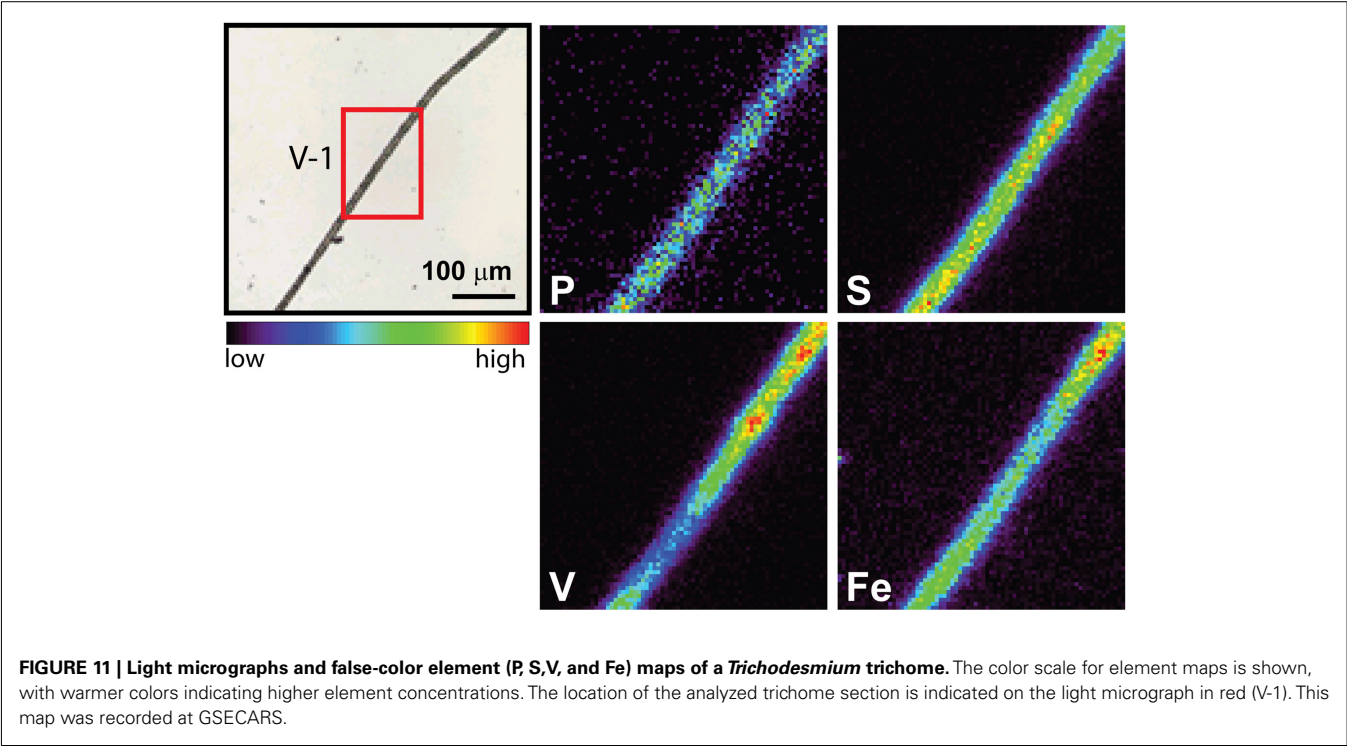 V-1
100 µm
low high
P
S
V
Fe
FIGURE 11 | Light micrographs and false-color element (P, S,V, and Fe) maps of a Trichodesmium trichome. The color scale for element maps is shown,
with warmer colors indicating higher element concentrations. The location of the analyzed trichome section is indicated on the light micrograph in red (V-1). This
map was recorded at GSECARS.